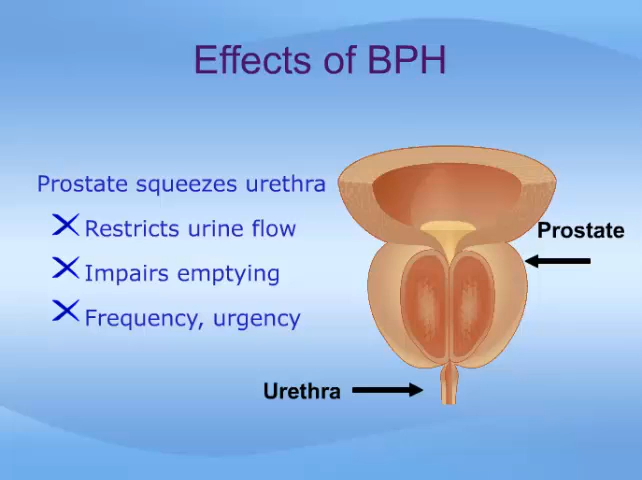 Effects of BPH
Prostate squeezes urethra
Restricts urine flow
Impairs emptying
Frequency, urgency
Prostate
Urethra